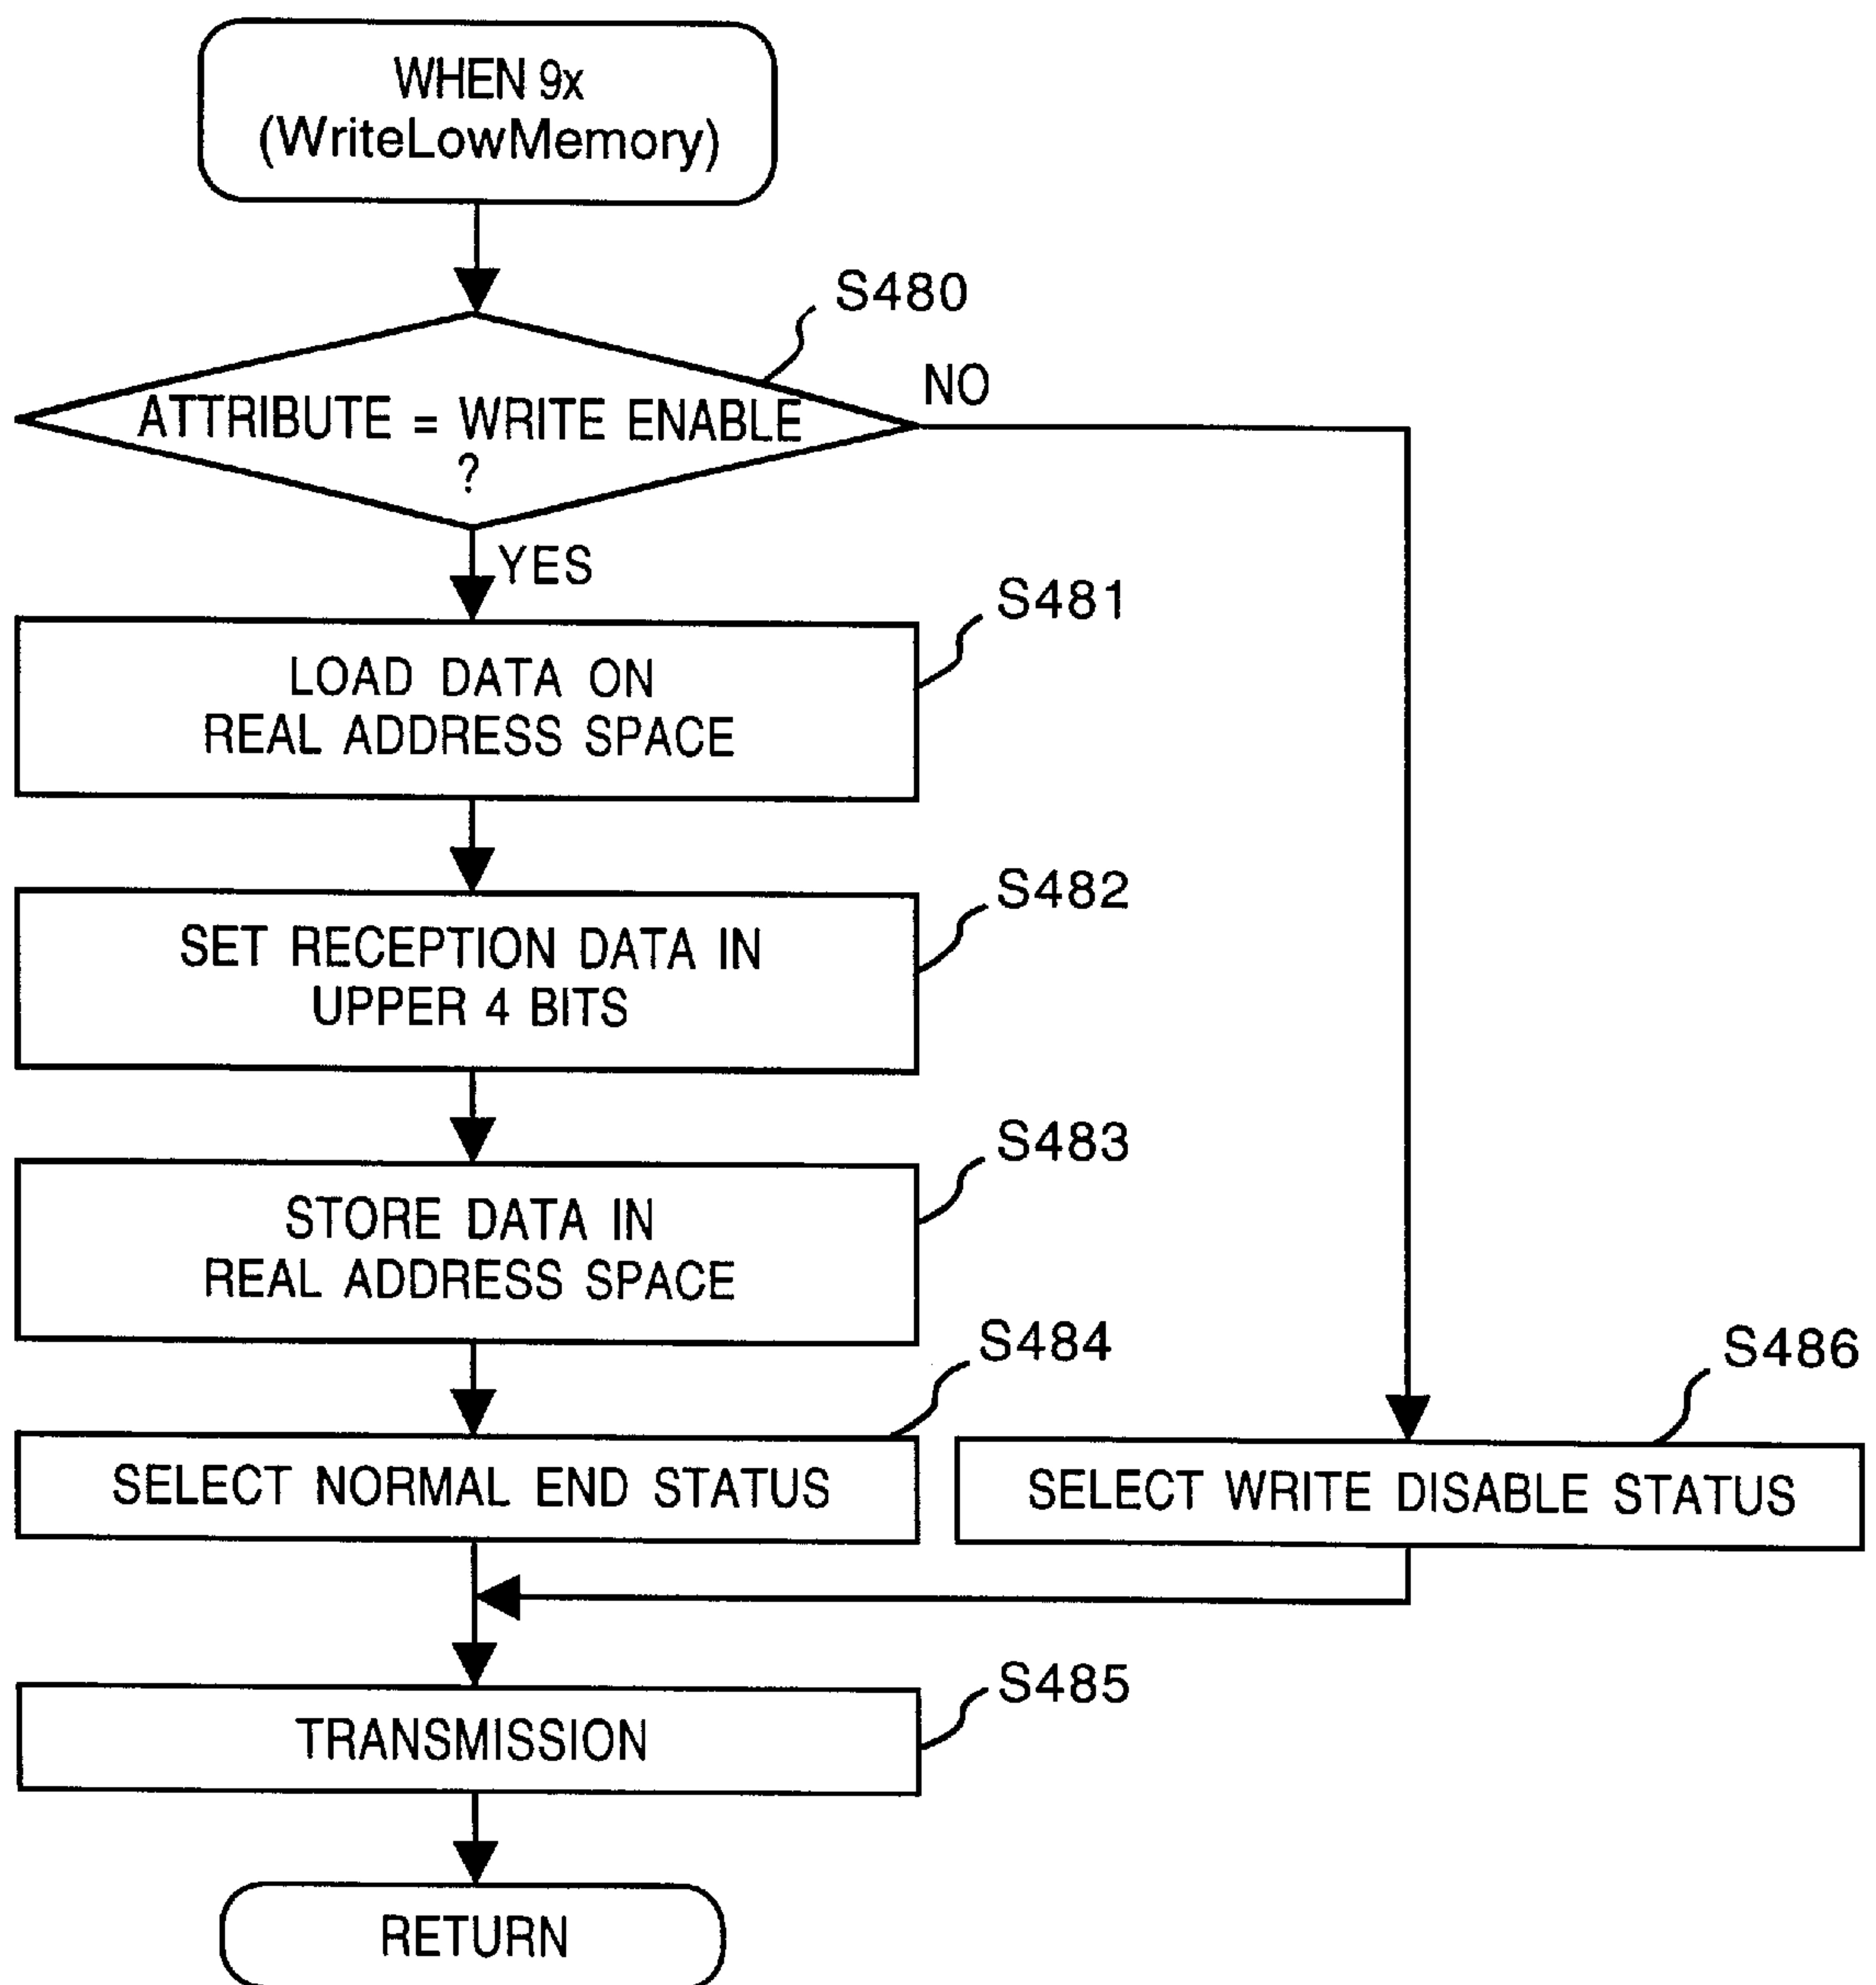 WHEN 9x
(WriteLowMemory)
S480
NO
ATTRIBUTE = WRITE ENABLE
?
YES
S481
LOAD DATA ON
REAL ADDRESS SPACE
S482
SET RECEPTION DATA IN
UPPER 4 BITS
S483
STORE DATA IN
REAL ADDRESS SPACE
S484
SELECT NORMAL END STATUS
S486
SELECT WRITE DISABLE STATUS
S485
TRANSMISSION
RETURN